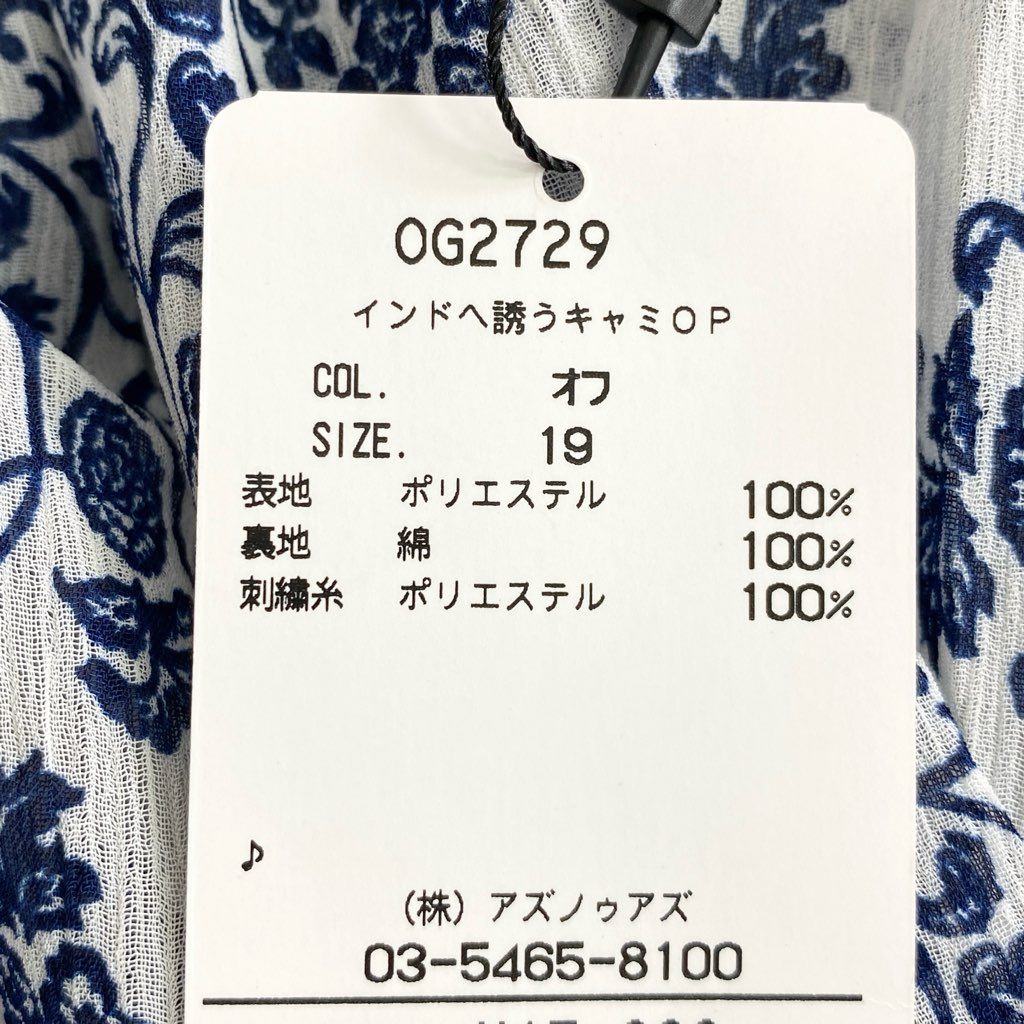 OG2729
インドへ誘うキャミＯＰ
COL. オフ
SIZE. 19
表地 ポリエステル 100%
裏地 綿 100%
刺繍糸 ポリエステル 100%
♪
(株) アズノゥアズ
03-5465-8100